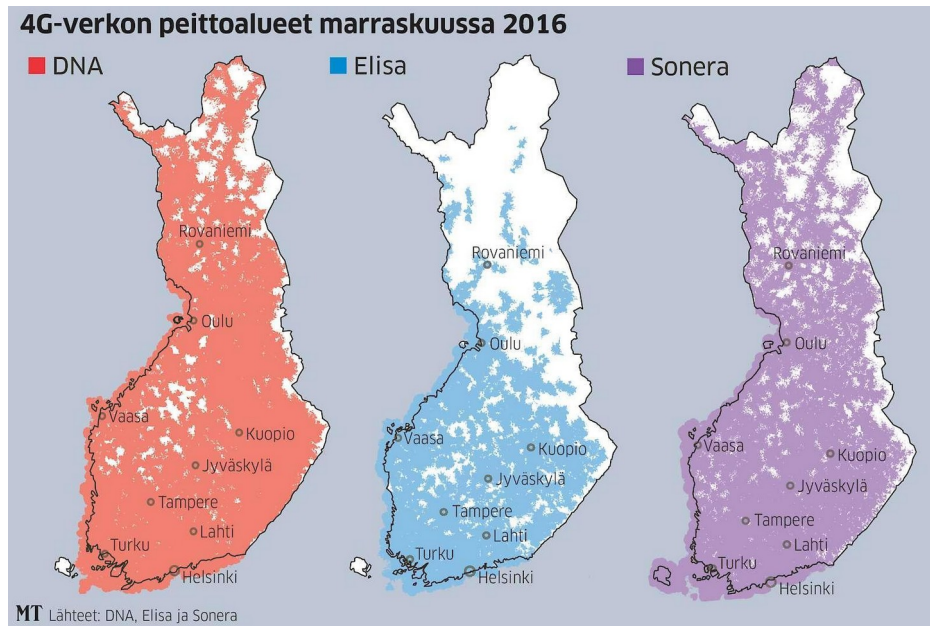 4G-verkon peittoalueet marraskuussa 2016
DNA
Elisa
Sonera
Rovaniemi
Oulu
Vaasa
Kuopio
Jyväskylä
Tampere
Lahti
Turku
Helsinki
Rovaniemi
Oulu
Vaasa
Kuopio
Jyväskylä
Tampere
Lahti
Turku
Helsinki
Rovaniemi
Oulu
Vaasa
Kuopio
Jyväskylä
Tampere
Lahti
Turku
Helsinki
MT Lähteet: DNA, Elisa ja Sonera